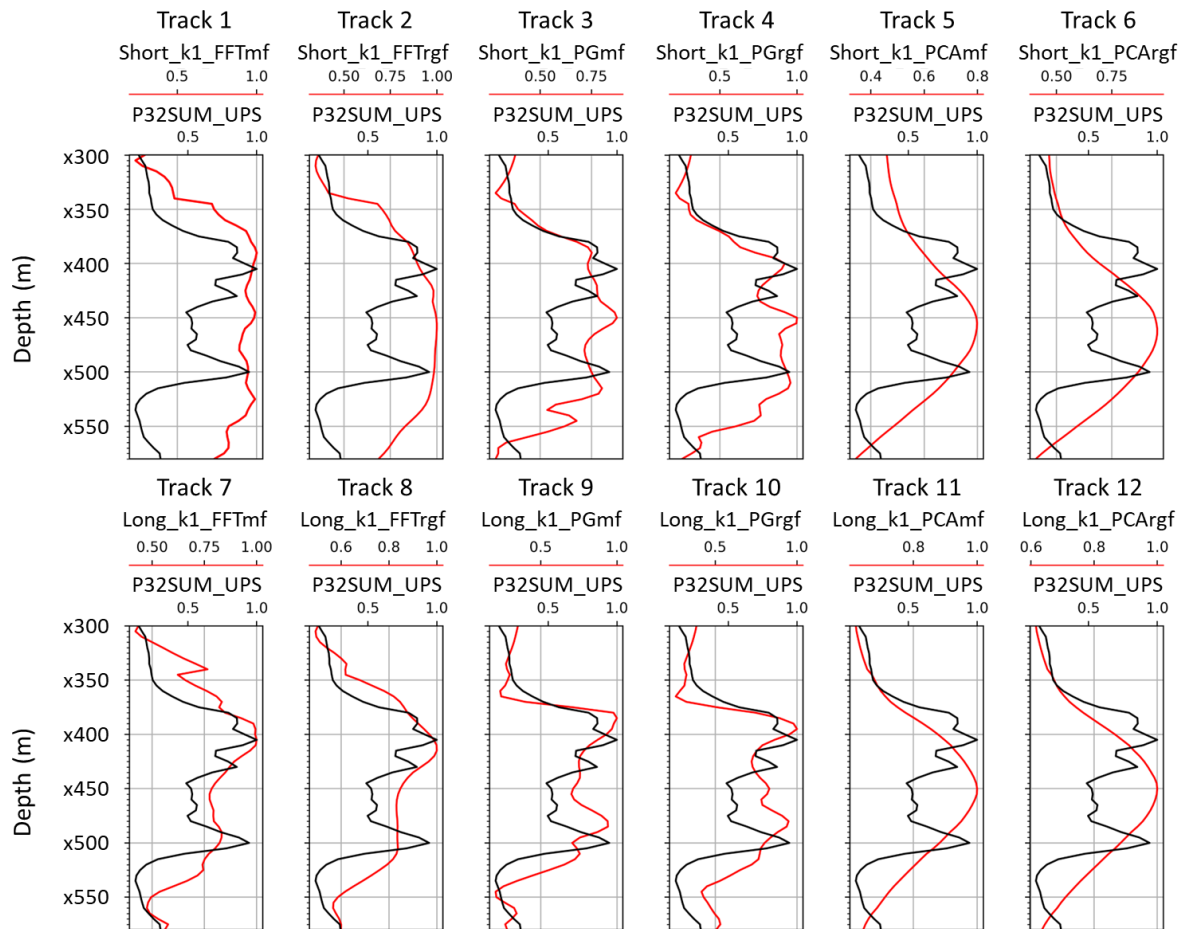 Track 1 Track 2 Track 3 Track 4 Track 5 Track 6
Short_k1_FFTmf Short_k1_FFTrgf Short_k1_PGmf Short_k1_PGrgf Short_k1_PCAmf Short_k1_PCArgf
0.5 1.0 0.50 0.75 1.00 0.50 0.75 0.5 1.0 0.4 0.6 0.8 0.50 0.75
P32SUM_UPS P32SUM_UPS P32SUM_UPS P32SUM_UPS P32SUM_UPS P32SUM_UPS
0.5 1.0 0.5 1.0 0.5 1.0 0.5 1.0 0.5 1.0 0.5 1.0
x300
x350
x400
x450
x500
x550
Depth (m)
Track 7 Track 8 Track 9 Track 10 Track 11 Track 12
Long_k1_FFTmf Long_k1_FFTrgf Long_k1_PGmf Long_k1_PGrgf Long_k1_PCAmf Long_k1_PCArgf
0.50 0.75 1.00 0.6 0.8 1.0 0.5 1.0 0.5 1.0 0.8 1.0 0.6 0.8 1.0
P32SUM_UPS P32SUM_UPS P32SUM_UPS P32SUM_UPS P32SUM_UPS P32SUM_UPS
0.5 1.0 0.5 1.0 0.5 1.0 0.5 1.0 0.5 1.0 0.5 1.0
x300
x350
x400
x450
x500
x550
Depth (m)